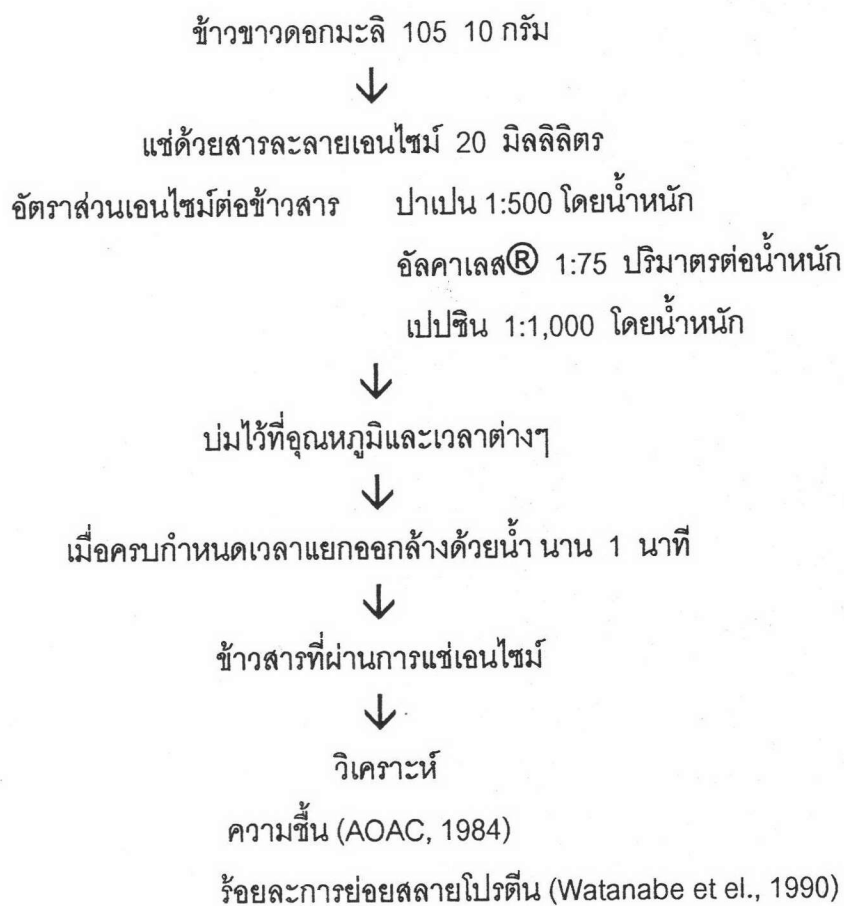 ข้าวขาวดอกมะลิ 105 10 กรัม
↓
แช่ด้วยสารละลายเอนไซม์ 20 มิลลิลิตร
อัตราส่วนเอนไซม์ต่อข้าวสาร ปาเปน 1:500 โดยน้ำหนัก
อัลคาเลส® 1:75 ปริมาตรต่อน้ำหนัก
เปปซิน 1:1,000 โดยน้ำหนัก
↓
บ่มไว้ที่อุณหภูมิและเวลาต่างๆ
↓
เมื่อครบกำหนดเวลาแยกออกล้างด้วยน้ำ นาน 1 นาที
↓
ข้าวสารที่ผ่านการแช่เอนไซม์
↓
วิเคราะห์
ความชื้น (AOAC, 1984)
ร้อยละการย่อยสลายโปรตีน (Watanabe et el., 1990)